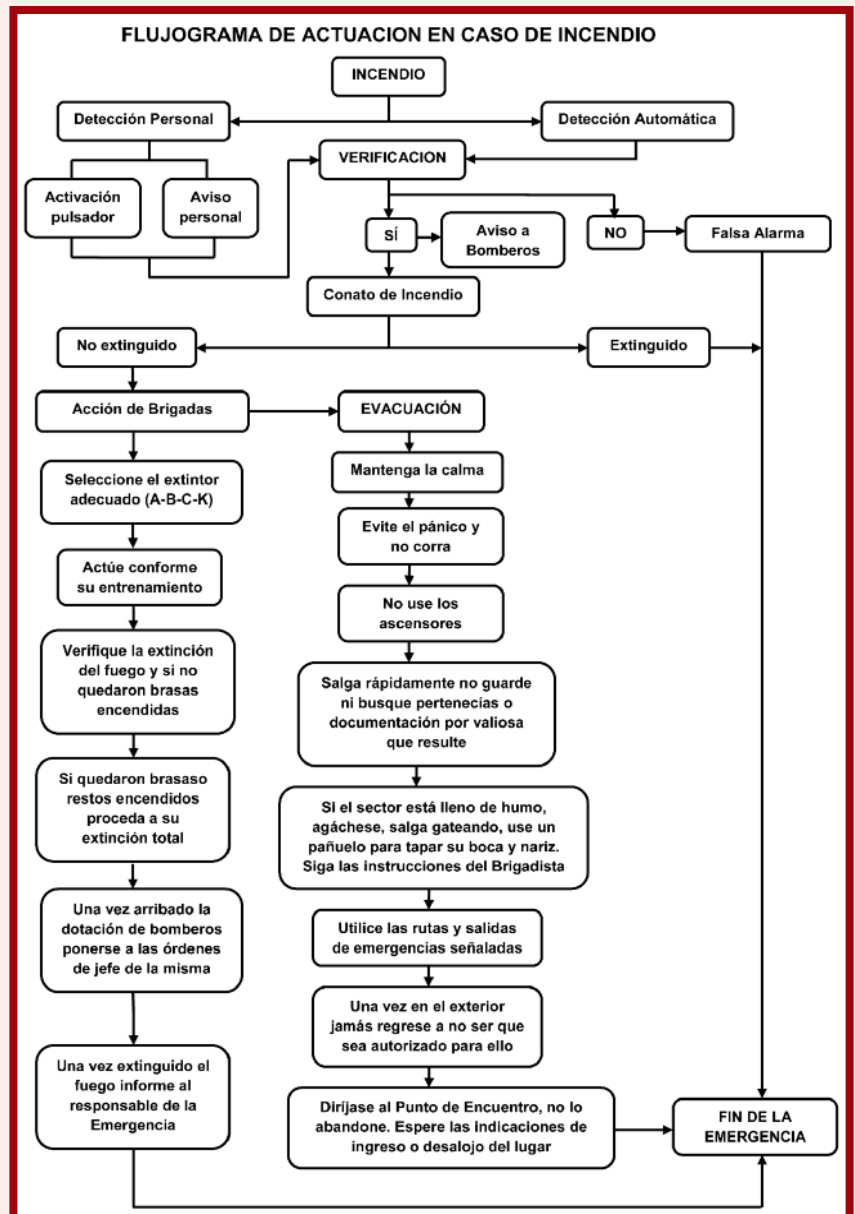 FLUJOGRAMA DE ACTUACION EN CASO DE INCENDIO
INCENDIO
Detección Personal
Detección Automática
VERIFICACION
Activación
pulsador
Aviso
personal
SÍ
Aviso a
Bomberos
NO
Falsa Alarma
Conato de Incendio
No extinguido
Extinguido
Acción de Brigadas
EVACUACIÓN
Seleccione el extintor
adecuado (A-B-C-K)
Actúe conforme
su entrenamiento
Verifique la extinción
del fuego y si no
quedaron brasas
encendidas
Si quedaron brasaso
restos encendidos
proceda a su
extinción total
Una vez arribado la
dotación de bomberos
ponerse a las órdenes
de jefe de la misma
Una vez extinguido el
fuego informe al
responsable de la
Emergencia
Mantenga la calma
Evite el pánico y
no corra
No use los
ascensores
Salga rápidamente no guarde
ni busque pertenecías o
documentación por valiosa
que resulte
Si el sector está lleno de humo,
agáchese, salga gateando, use un
pañuelo para tapar su boca y nariz.
Siga las instrucciones del Brigadista
Utilice las rutas y salidas
de emergencias señaladas
Una vez en el exterior
jamás regrese a no ser que
sea autorizado para ello
Diríjase al Punto de Encuentro, no lo
abandone. Espere las indicaciones de
ingreso o desalojo del lugar
FIN DE LA
EMERGENCIA